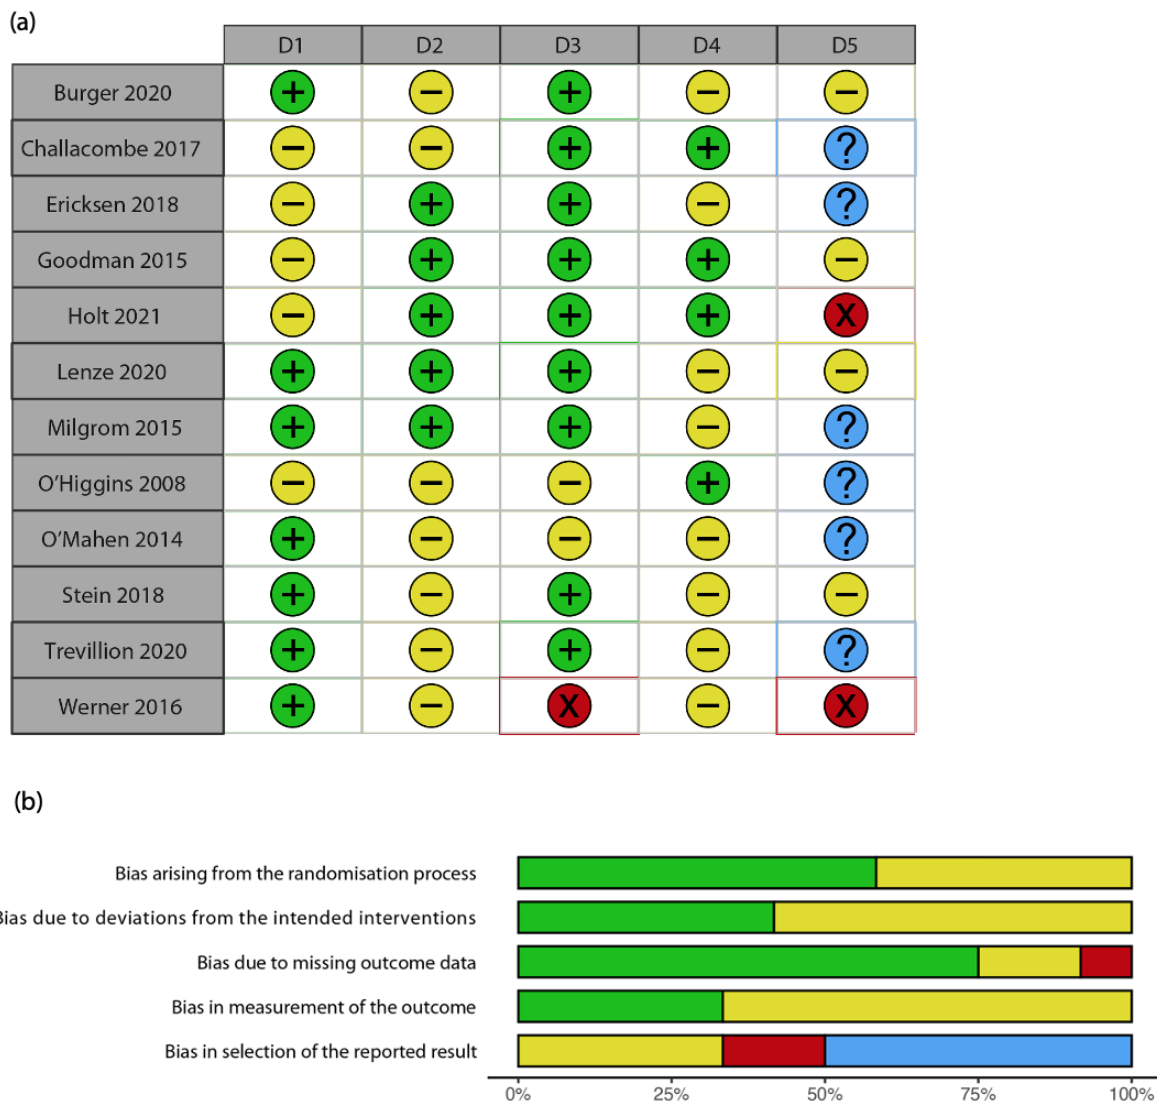 (a)
D1 D2 D3 D4 D5
Burger 2020 + − + − −
Challacombe 2017 − − + + ?
Ericksen 2018 − + + − ?
Goodman 2015 − + + + −
Holt 2021 − + + + X
Lenze 2020 + + + − −
Milgrom 2015 + + + − ?
O’Higgins 2008 − − − + ?
O’Mahen 2014 + − − − ?
Stein 2018 + − + − −
Trevillion 2020 + − + − ?
Werner 2016 + − X − X
(b)
Bias arising from the randomisation process
Bias due to deviations from the intended interventions
Bias due to missing outcome data
Bias in measurement of the outcome
Bias in selection of the reported result
0% 25% 50% 75% 100%